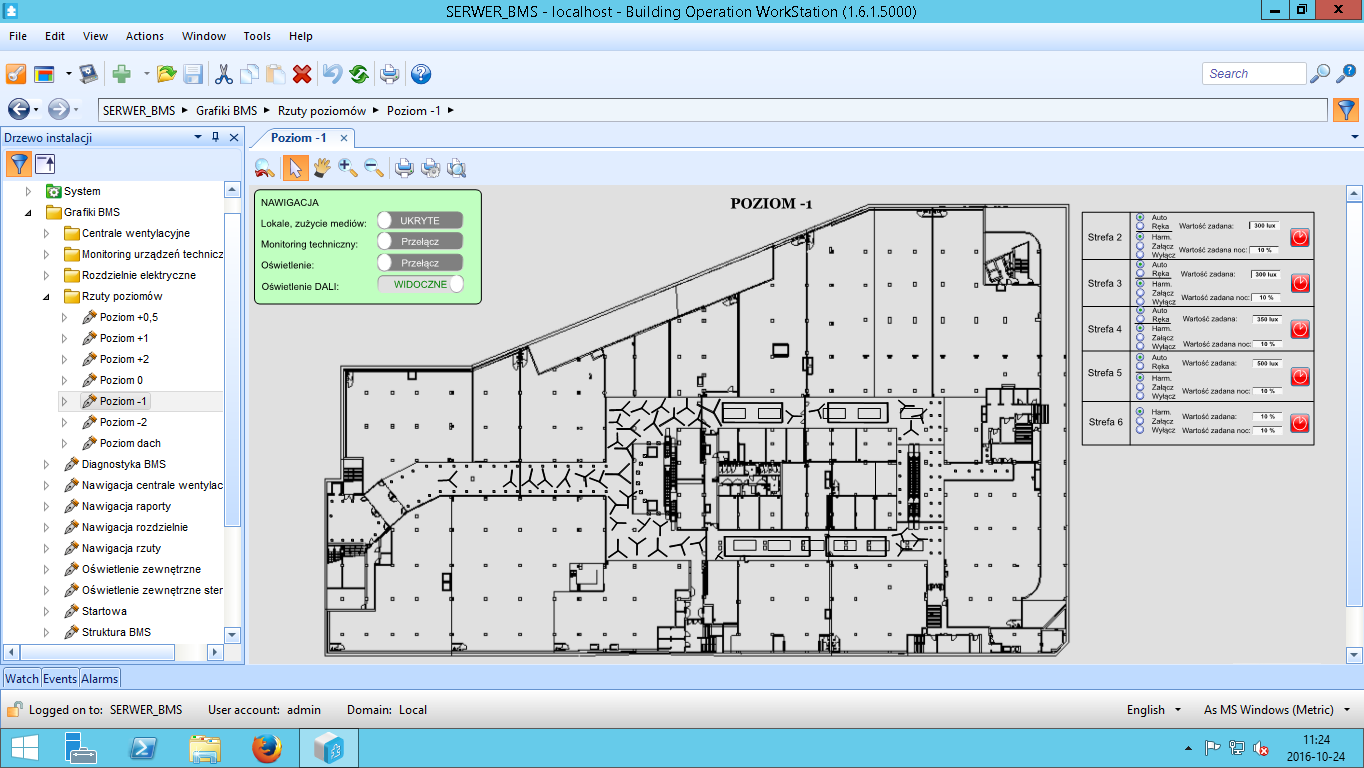 SERWER_BMS - localhost - Building Operation WorkStation (1.6.1.5000)
File Edit View Actions Window Tools Help
Search
SERWER_BMS Grafiki BMS Rzuty poziomów Poziom -1
Drzewo instalacji
Poziom -1
System
Grafiki BMS
Centrale wentylacyjne
Monitoring urządzeń technicz
Rozdzielnie elektryczne
Rzuty poziomów
Poziom +0,5
Poziom +1
Poziom +2
Poziom 0
Poziom -1
Poziom -2
Poziom dach
Diagnostyka BMS
Nawigacja centrale wentylac
Nawigacja raporty
Nawigacja rozdzielnie
Nawigacja rzuty
Oświetlenie zewnętrzne
Oświetlenie zewnętrzne ster
Startowa
Struktura BMS
NAWIGACJA
Lokale, zużycie mediów: UKRYTE
Monitoring techniczny: Przełącz
Oświetlenie: Przełącz
Oświetlenie DALI: WIDOCZNE
POZIOM -1
Strefa 2
Auto
Ręka
Harm.
Załącz
Wyłącz
Wartość zadana: 300 lux
Wartość zadana noc: 10 %
Strefa 3
Auto
Ręka
Harm.
Załącz
Wyłącz
Wartość zadana: 300 lux
Wartość zadana noc: 10 %
Strefa 4
Auto
Ręka
Harm.
Załącz
Wyłącz
Wartość zadana: 350 lux
Wartość zadana noc: 10 %
Strefa 5
Auto
Ręka
Harm.
Załącz
Wyłącz
Wartość zadana: 500 lux
Wartość zadana noc: 10 %
Strefa 6
Harm.
Załącz
Wyłącz
Wartość zadana: 10 %
Wartość zadana noc: 10 %
Watch Events Alarms
Logged on to: SERWER_BMS User account: admin Domain: Local English As MS Windows (Metric)
11:24
2016-10-24